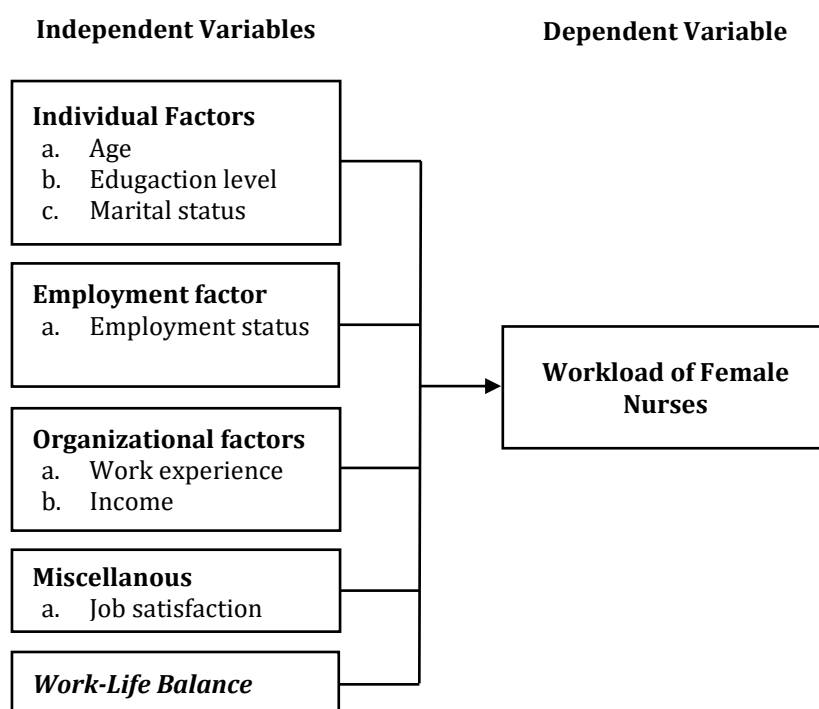 Independent Variables
Dependent Variable
Individual Factors
a. Age
b. Edugaction level
c. Marital status
Employment factor
a. Employment status
Organizational factors
a. Work experience
b. Income
Miscellanous
a. Job satisfaction
Work-Life Balance
Workload of Female
Nurses